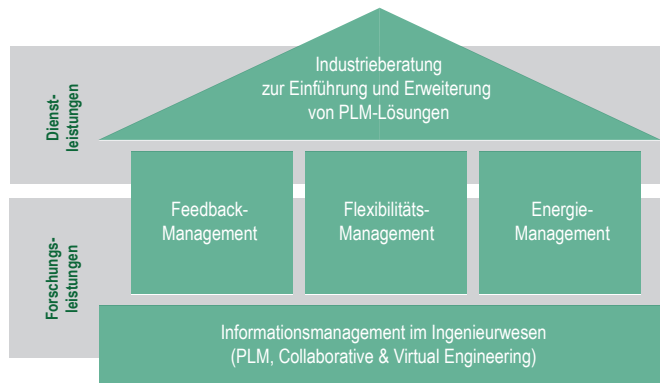 Industrieberatung
zur Einführung und Erweiterung
von PLM-Lösungen
Dienst-
leistungen
Feedback-
Management
Flexibilitäts-
Management
Energie-
Management
Forschungs-
leistungen
Informationsmanagement im Ingenieurwesen
(PLM, Collaborative & Virtual Engineering)